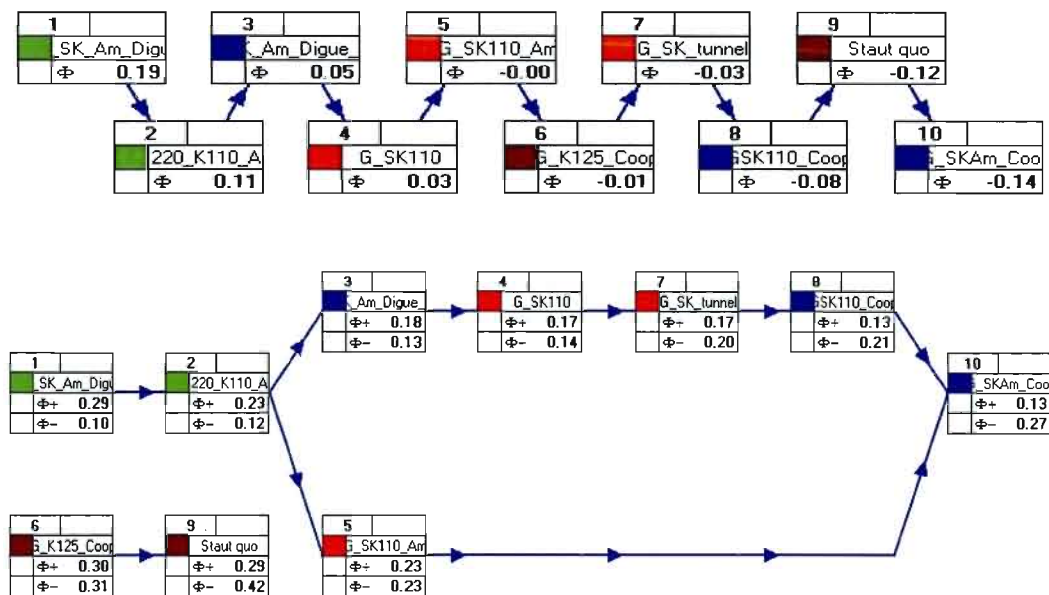 1
_SK_Am_Digu
Φ 0.19
3
_Am_Digue_
Φ 0.05
5
G_SK110_Am
Φ -0.00
7
G_SK_tunnel
Φ -0.03
9
Staut quo
Φ -0.12
2
220_K110_A
Φ 0.11
4
G_SK110
Φ 0.03
6
G_K125_Coop
Φ -0.01
8
GSK110_Coop
Φ -0.08
10
G_SKAm_Coo
Φ -0.14
3
_Am_Digue_
Φ+ 0.18
Φ- 0.13
4
G_SK110
Φ+ 0.17
Φ- 0.14
7
G_SK_tunnel
Φ+ 0.17
Φ- 0.20
8
GSK110_Coop
Φ+ 0.13
Φ- 0.21
1
_SK_Am_Digu
Φ+ 0.29
Φ- 0.10
2
220_K110_A
Φ+ 0.23
Φ- 0.12
10
_SKAm_Coo
Φ+ 0.13
Φ- 0.27
6
G_K125_Coop
Φ+ 0.30
Φ- 0.31
9
Staut quo
Φ+ 0.29
Φ- 0.42
5
G_SK110_Am
Φ+ 0.23
Φ- 0.23